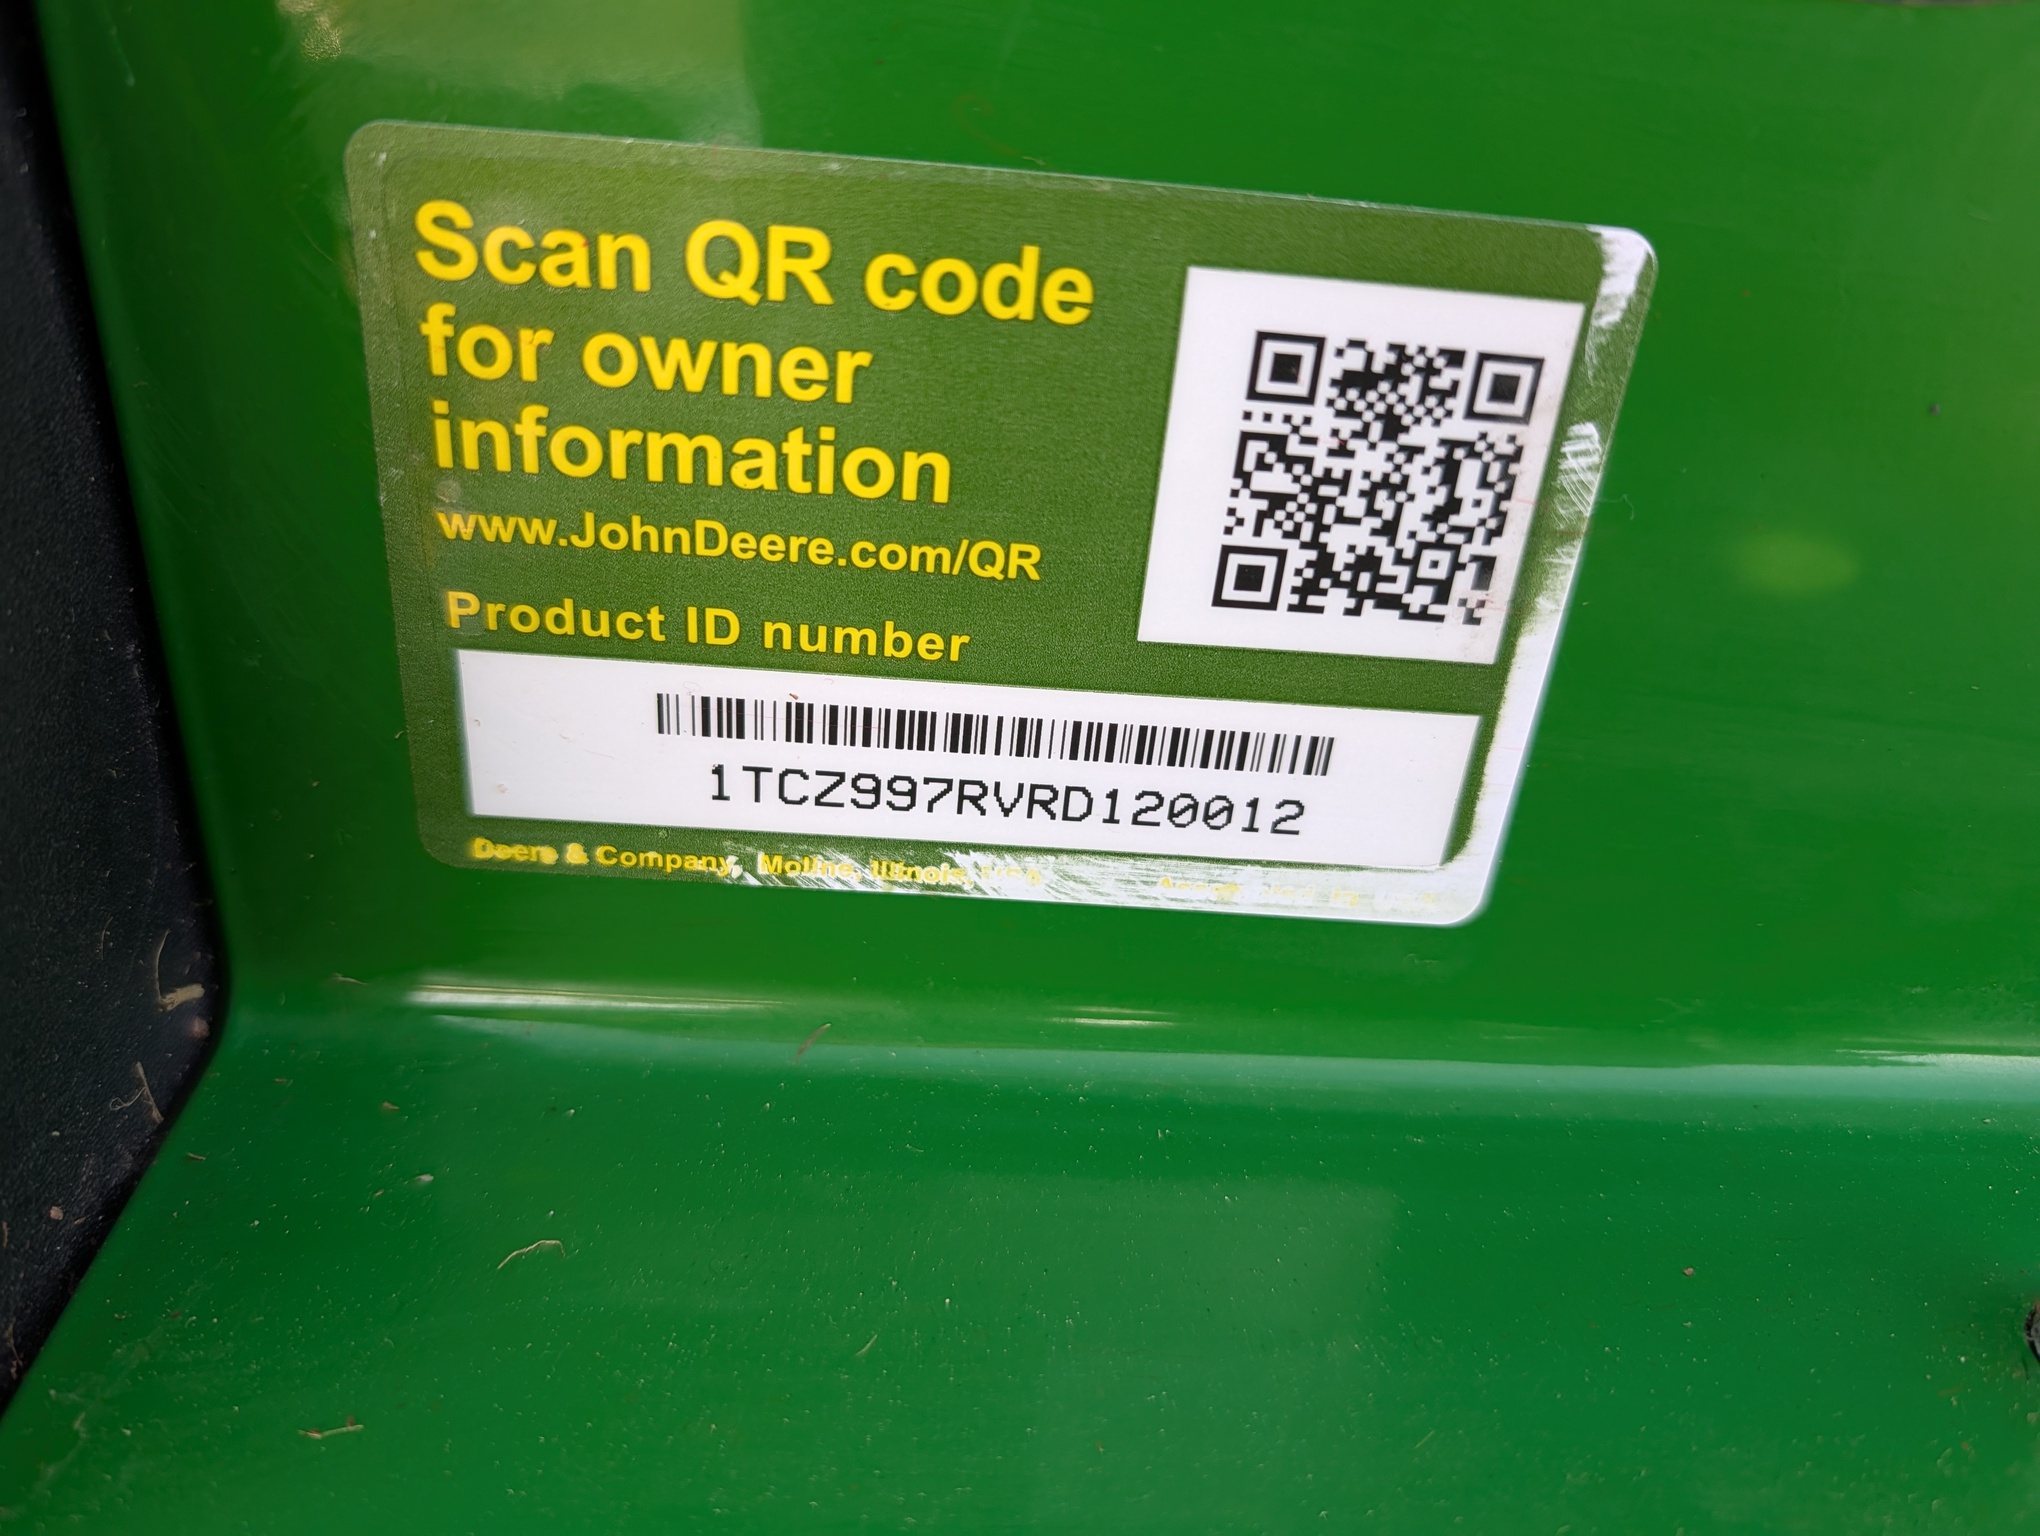 Scan QR code
for owner
information
www.JohnDeere.com/QR
Product ID number
1TCZ997RVRD120012
Deere & Company, Moline, Illinois,